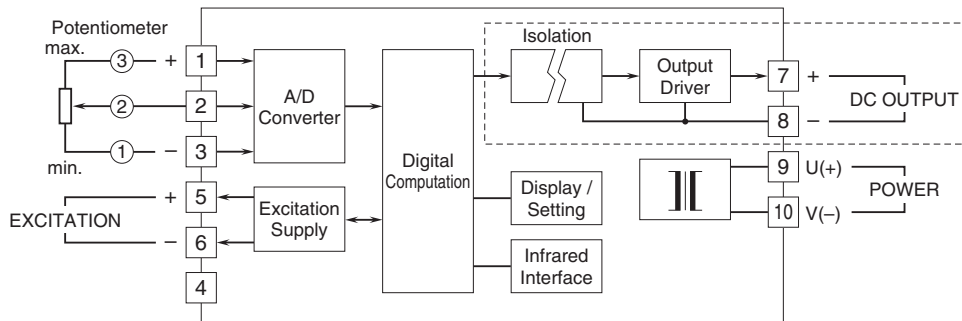 Potentiometer
max.
3 + 1
2 2
1 − 3
min.
A/D
Converter
EXCITATION
+ 5
− 6
4
Excitation
Supply
Digital
Computation
Isolation
Output
Driver
7 +
8 −
DC OUTPUT
Display /
Setting
Infrared
Interface
9 U(+)
10 V(–)
POWER